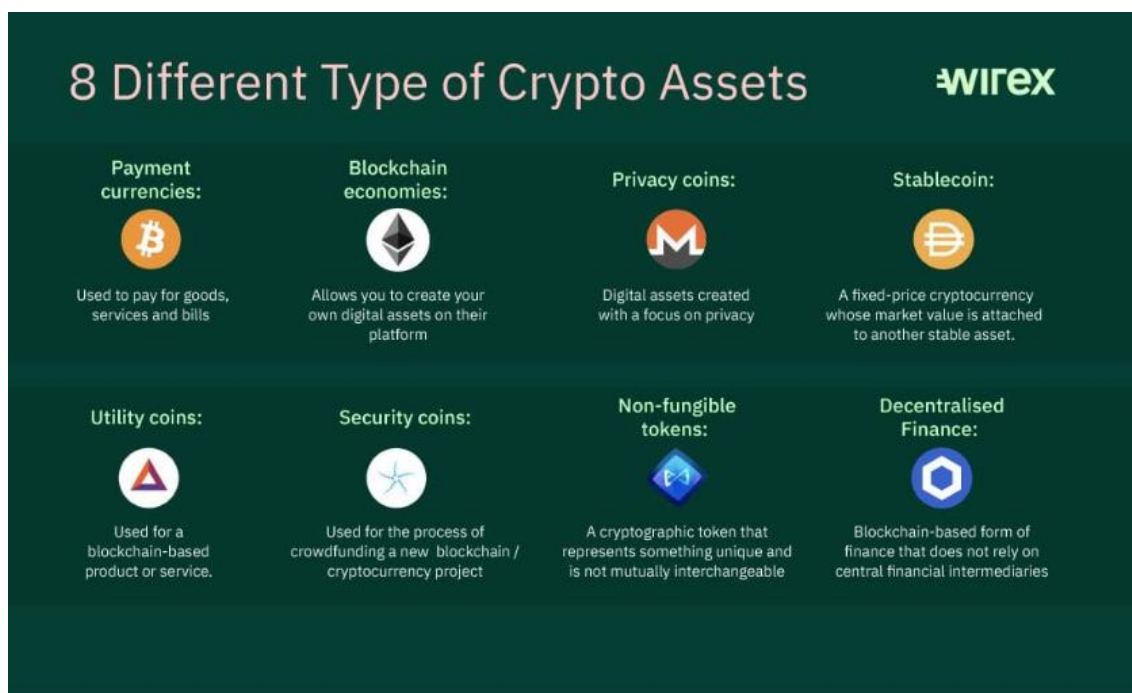 8 Different Type of Crypto Assets
wirex
Payment
currencies:
Used to pay for goods,
services and bills
Blockchain
economies:
Allows you to create your
own digital assets on their
platform
Privacy coins:
Digital assets created
with a focus on privacy
Stablecoin:
A fixed-price cryptocurrency
whose market value is attached
to another stable asset.
Utility coins:
Used for a
blockchain-based
product or service.
Security coins:
Used for the process of
crowdfunding a new blockchain /
cryptocurrency project
Non-fungible
tokens:
A cryptographic token that
represents something unique and
is not mutually interchangeable
Decentralised
Finance:
Blockchain-based form of
finance that does not rely on
central financial intermediaries